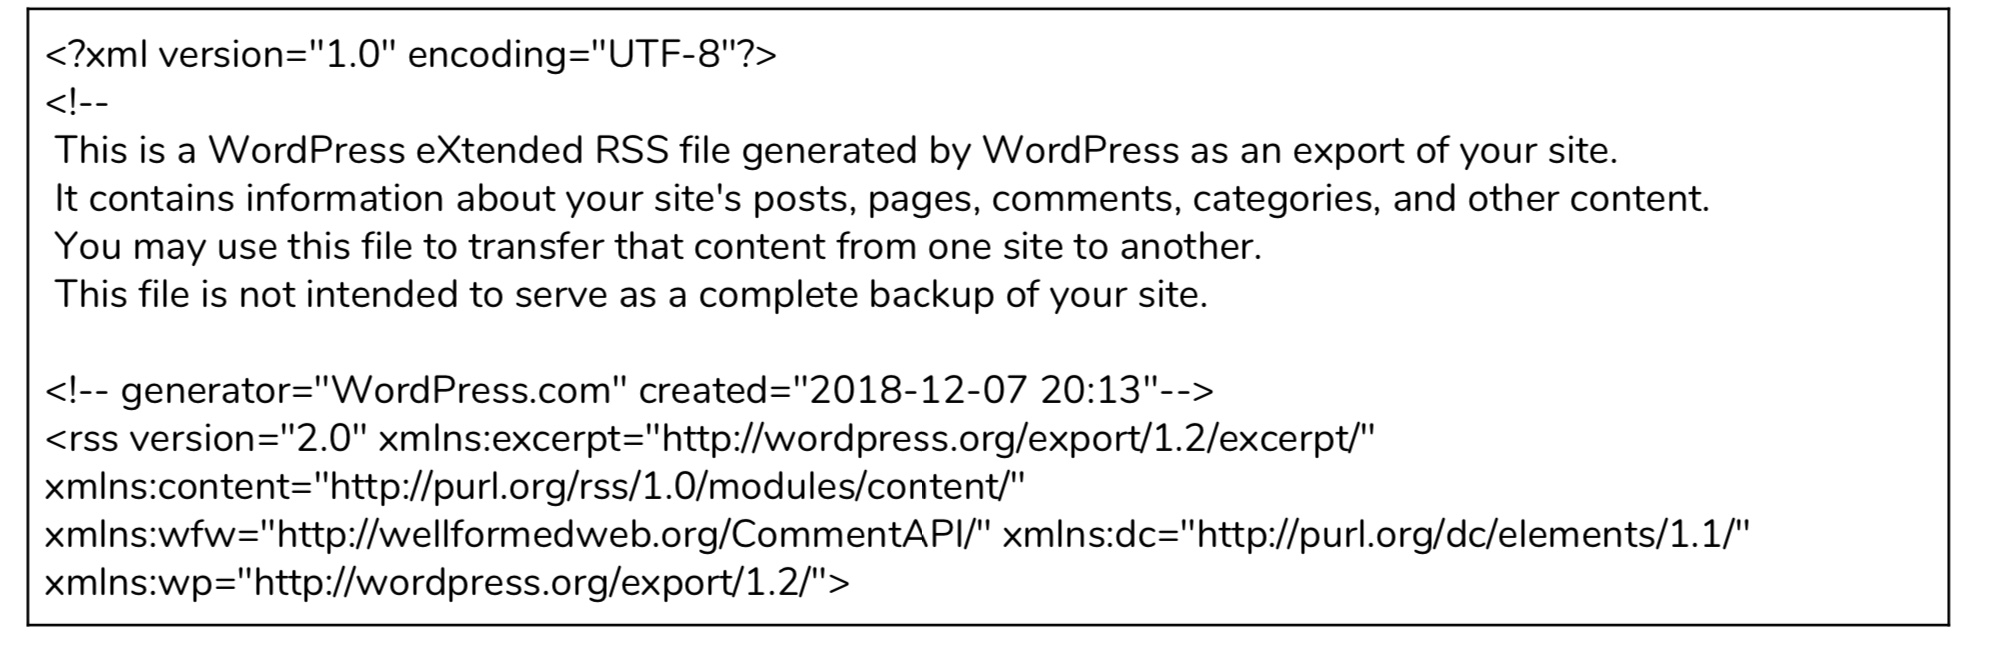 <?xml version="1.0" encoding="UTF-8"?>
<!--
This is a WordPress eXtended RSS file generated by WordPress as an export of your site.
It contains information about your site's posts, pages, comments, categories, and other content.
You may use this file to transfer that content from one site to another.
This file is not intended to serve as a complete backup of your site.

<!-- generator="WordPress.com" created="2018-12-07 20:13"-->
<rss version="2.0" xmlns:excerpt="http://wordpress.org/export/1.2/excerpt/"
xmlns:content="http://purl.org/rss/1.0/modules/content/"
xmlns:wfw="http://wellformedweb.org/CommentAPI/" xmlns:dc="http://purl.org/dc/elements/1.1/"
xmlns:wp="http://wordpress.org/export/1.2/">